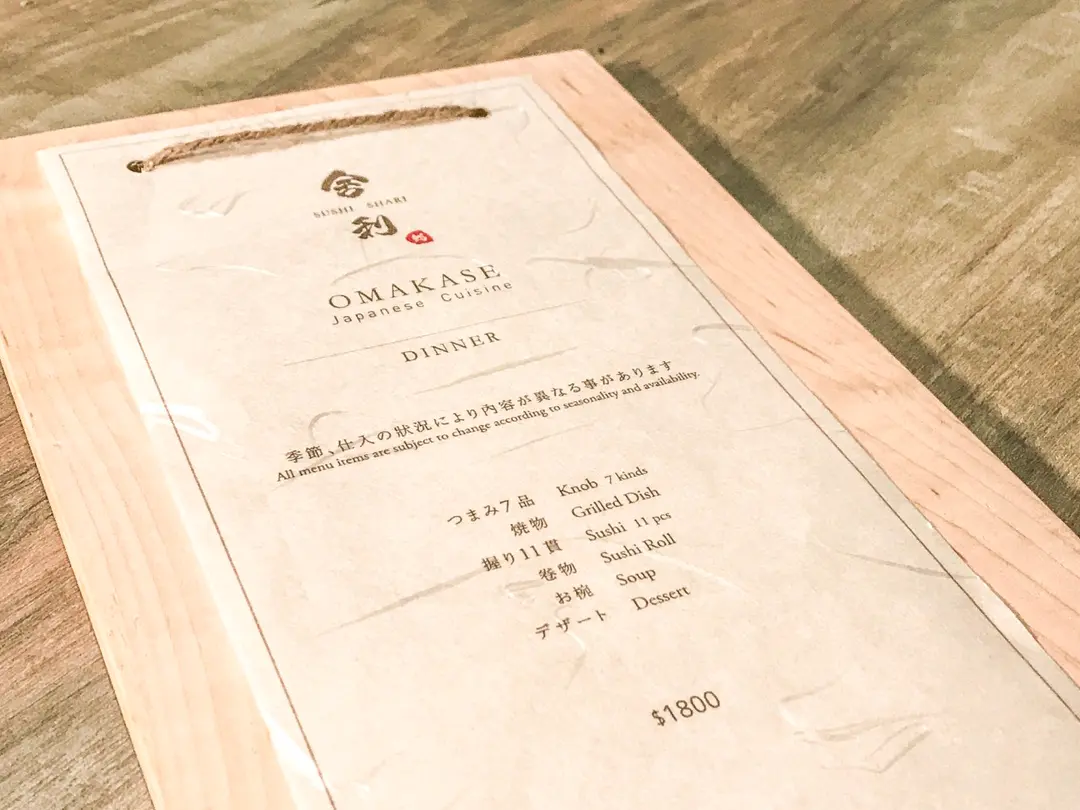 舎
SUSHI SHARI
利
OMAKASE
Japanese Cuisine
DINNER
季節、仕入の狀況により内容が異なる事があります
All menu items are subject to change according to seasonality and availability.
つまみ7品 Knob 7 kinds
焼物 Grilled Dish
握り11貫 Sushi 11 pcs
卷物 Sushi Roll
お椀 Soup
デザート Dessert
$1800